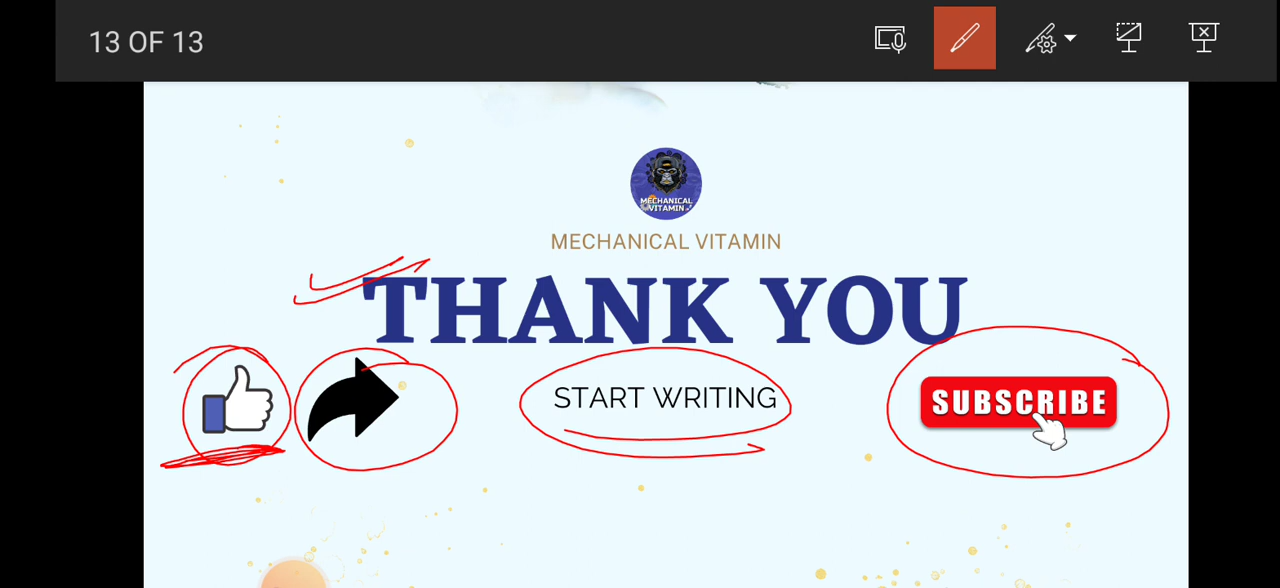 13 OF 13
MECHANICAL
VITAMIN
MECHANICAL VITAMIN
THANK YOU
START WRITING
SUBSCRIBE